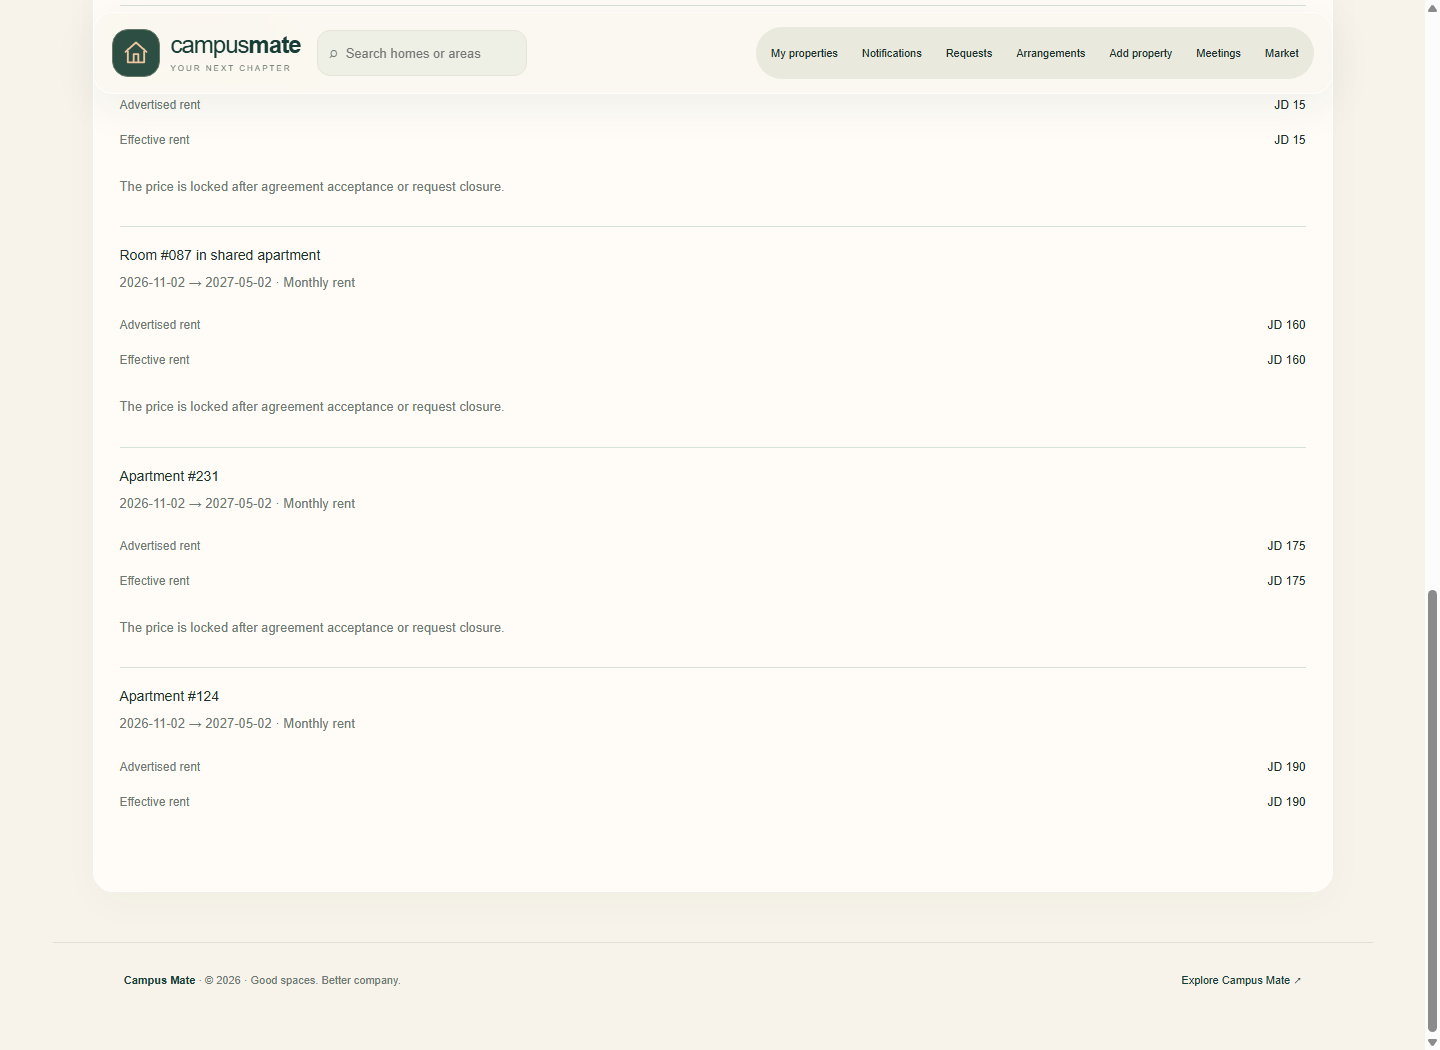 campusmate
YOUR NEXT CHAPTER
Search homes or areas
My properties
Notifications
Requests
Arrangements
Add property
Meetings
Market
Advertised rent JD 15
Effective rent JD 15
The price is locked after agreement acceptance or request closure.
Room #087 in shared apartment
2026-11-02 → 2027-05-02 · Monthly rent
Advertised rent JD 160
Effective rent JD 160
The price is locked after agreement acceptance or request closure.
Apartment #231
2026-11-02 → 2027-05-02 · Monthly rent
Advertised rent JD 175
Effective rent JD 175
The price is locked after agreement acceptance or request closure.
Apartment #124
2026-11-02 → 2027-05-02 · Monthly rent
Advertised rent JD 190
Effective rent JD 190
Campus Mate · © 2026 · Good spaces. Better company.
Explore Campus Mate ↗